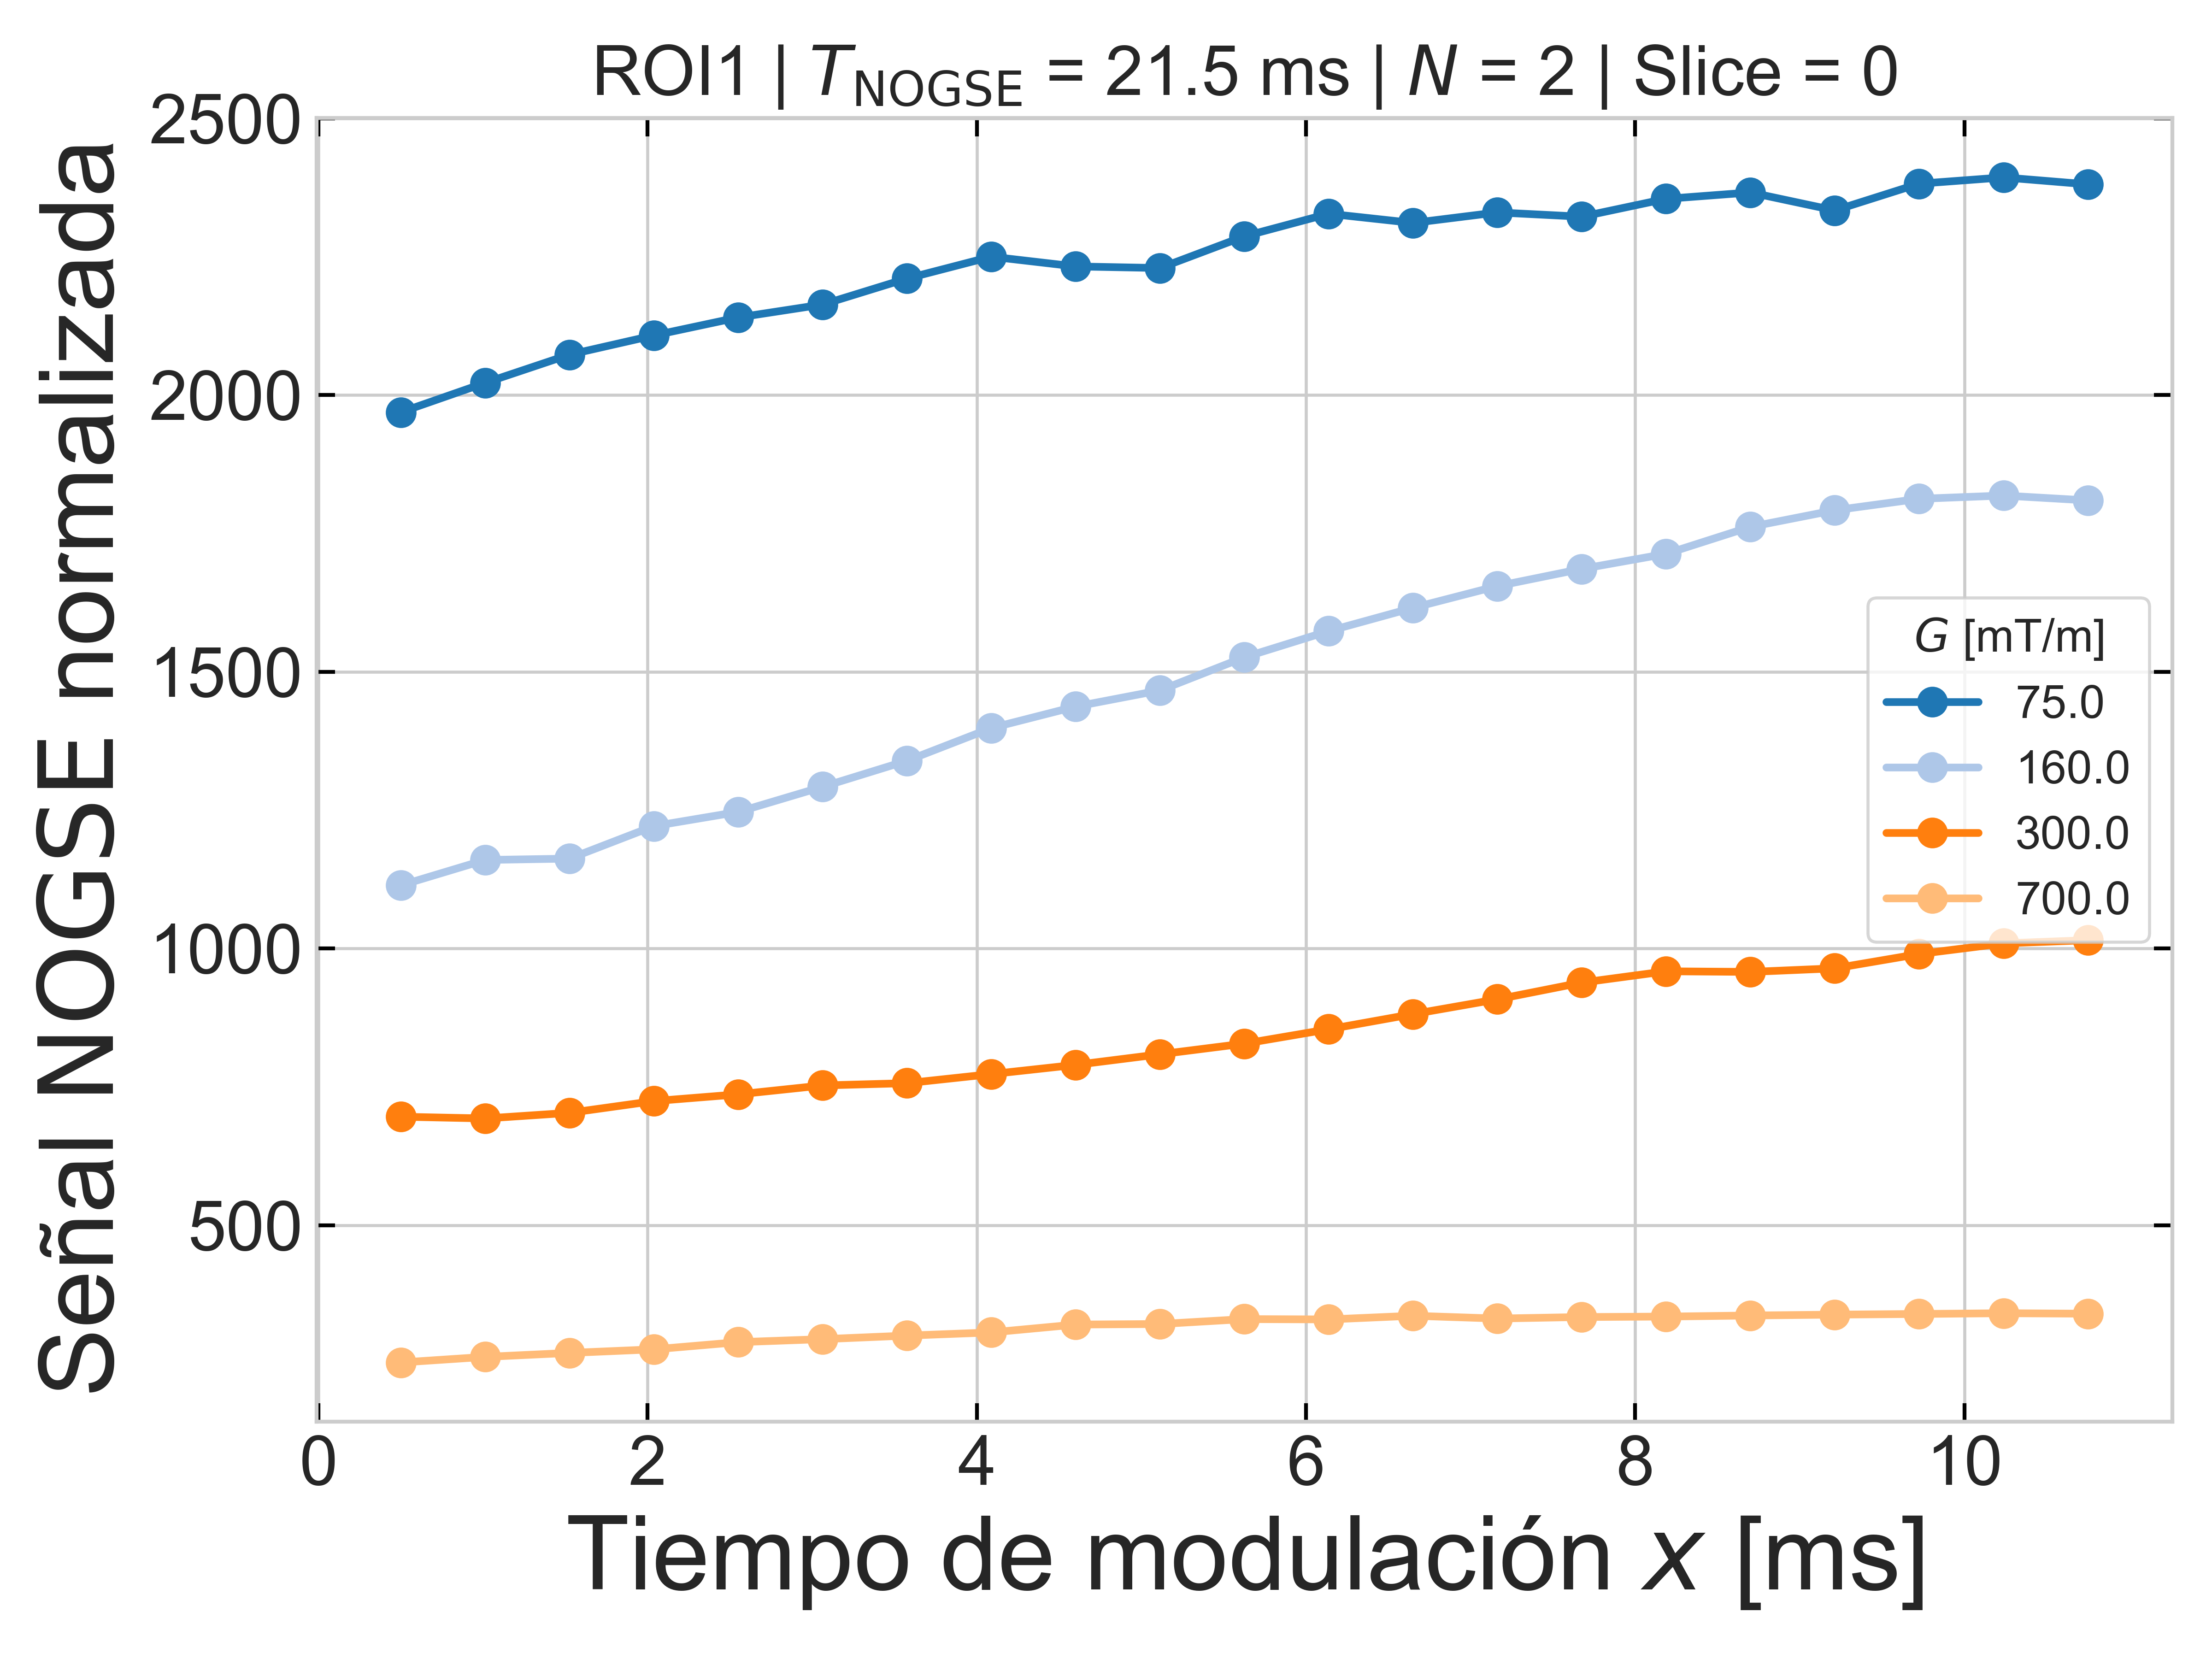 ROI1 | T_NOGSE = 21.5 ms | N = 2 | Slice = 0
Señal NOGSE normalizada
2500
2000
1500
1000
500
G [mT/m]
75.0
160.0
300.0
700.0
0 2 4 6 8 10
Tiempo de modulación x [ms]